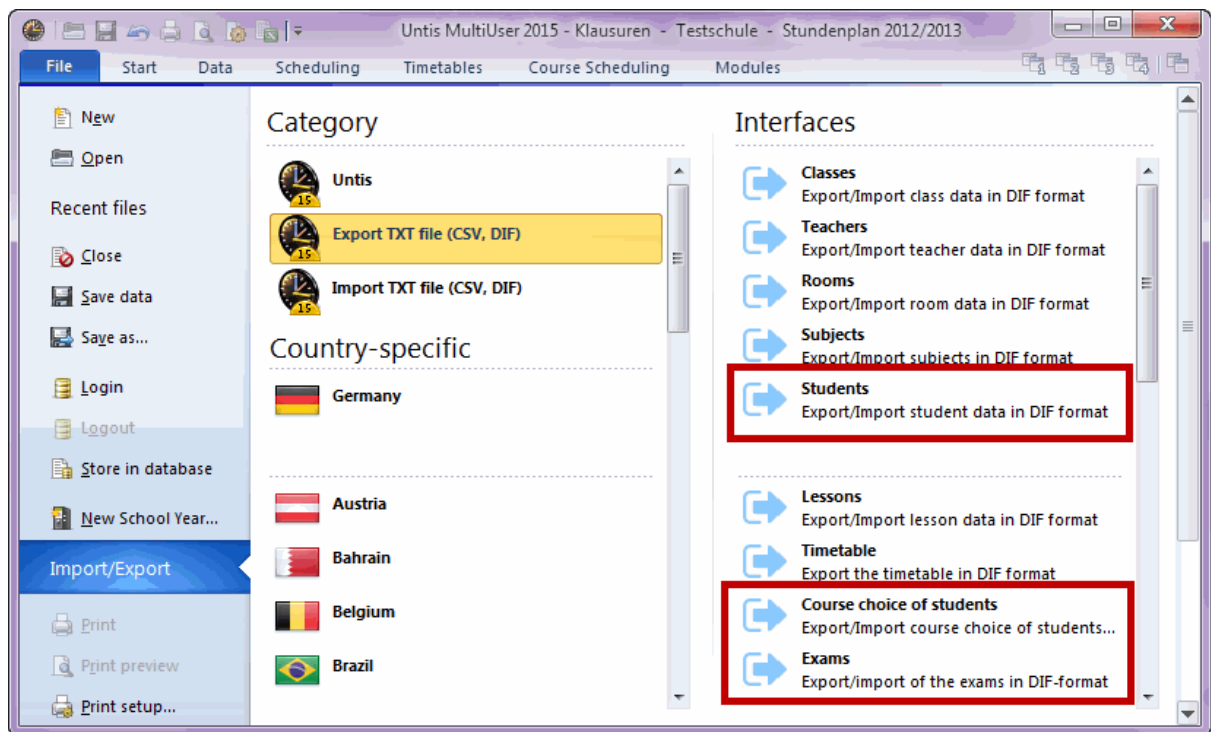 Untis MultiUser 2015 - Klausuren - Testschule - Stundenplan 2012/2013
File Start Data Scheduling Timetables Course Scheduling Modules
1 2 3 4
New
Open
Recent files
Close
Save data
Save as...
Login
Logout
Store in database
New School Year...
Import/Export
Print
Print preview
Print setup...
Category
15
Untis
15
Export TXT file (CSV, DIF)
15
Import TXT file (CSV, DIF)
Country-specific
Germany
Austria
Bahrain
Belgium
Brazil
Interfaces
Classes
Export/Import class data in DIF format
Teachers
Export/Import teacher data in DIF format
Rooms
Export/Import room data in DIF format
Subjects
Export/Import subjects in DIF format
Students
Export/Import student data in DIF format
Lessons
Export/Import lesson data in DIF format
Timetable
Export the timetable in DIF format
Course choice of students
Export/Import course choice of students...
Exams
Export/import of the exams in DIF-format